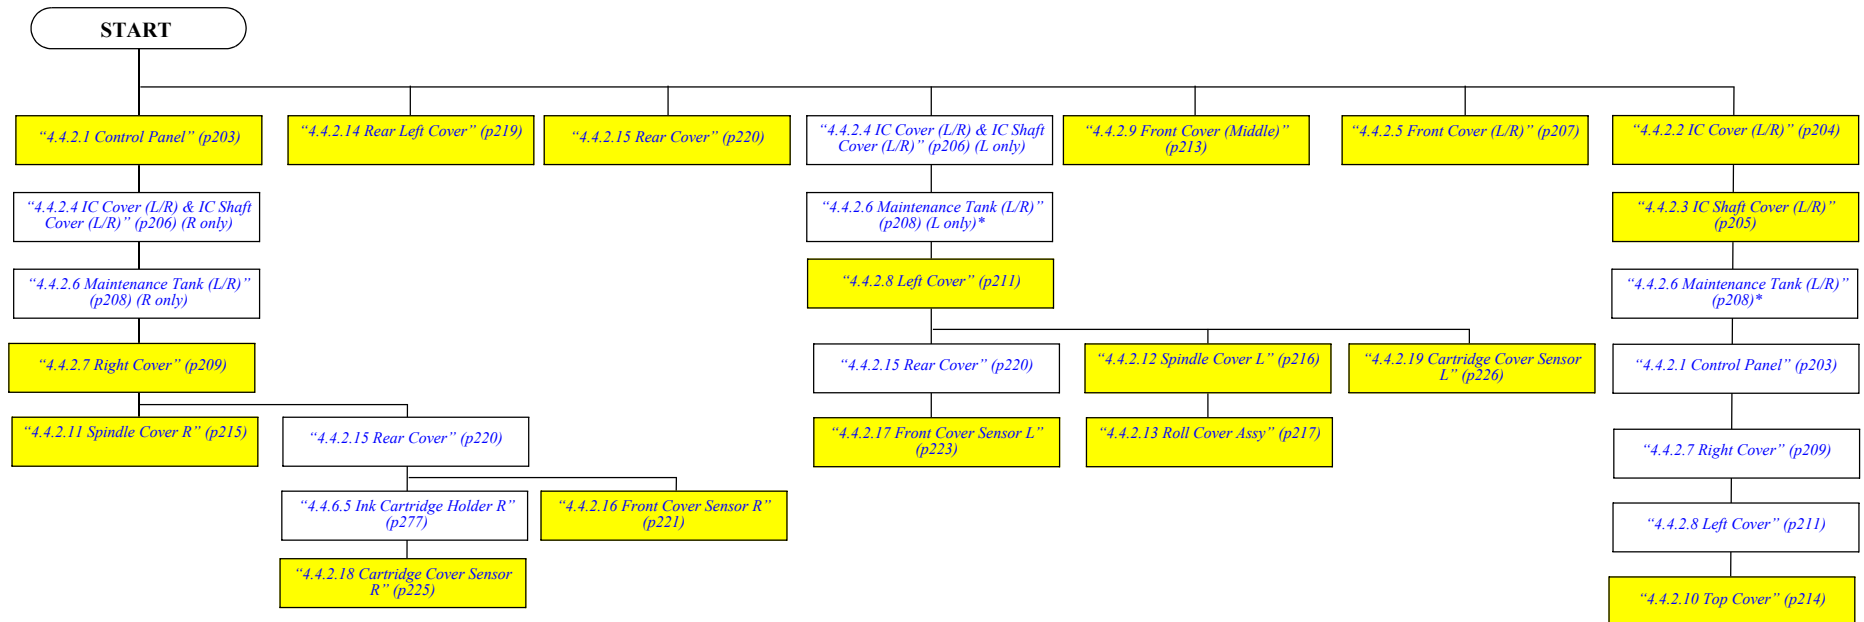 START
“4.4.2.1 Control Panel” (p203)
“4.4.2.14 Rear Left Cover” (p219)
“4.4.2.15 Rear Cover” (p220)
“4.4.2.4 IC Cover (L/R) & IC Shaft
Cover (L/R)” (p206) (L only)
“4.4.2.9 Front Cover (Middle)”
(p213)
“4.4.2.5 Front Cover (L/R)” (p207)
“4.4.2.2 IC Cover (L/R)” (p204)
“4.4.2.4 IC Cover (L/R) & IC Shaft
Cover (L/R)” (p206) (R only)
“4.4.2.6 Maintenance Tank (L/R)”
(p208) (L only)*
“4.4.2.3 IC Shaft Cover (L/R)”
(p205)
“4.4.2.6 Maintenance Tank (L/R)”
(p208) (R only)
“4.4.2.8 Left Cover” (p211)
“4.4.2.6 Maintenance Tank (L/R)”
(p208)*
“4.4.2.7 Right Cover” (p209)
“4.4.2.15 Rear Cover” (p220)
“4.4.2.12 Spindle Cover L” (p216)
“4.4.2.19 Cartridge Cover Sensor
L” (p226)
“4.4.2.1 Control Panel” (p203)
“4.4.2.11 Spindle Cover R” (p215)
“4.4.2.15 Rear Cover” (p220)
“4.4.2.17 Front Cover Sensor L”
(p223)
“4.4.2.13 Roll Cover Assy” (p217)
“4.4.2.7 Right Cover” (p209)
“4.4.6.5 Ink Cartridge Holder R”
(p277)
“4.4.2.16 Front Cover Sensor R”
(p221)
“4.4.2.8 Left Cover” (p211)
“4.4.2.18 Cartridge Cover Sensor
R” (p225)
“4.4.2.10 Top Cover” (p214)